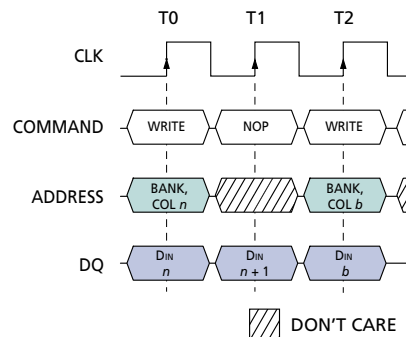 T0 T1 T2
CLK
COMMAND WRITE NOP WRITE
ADDRESS BANK, COL n BANK, COL b
DQ DIN n DIN n + 1 DIN b
DON'T CARE